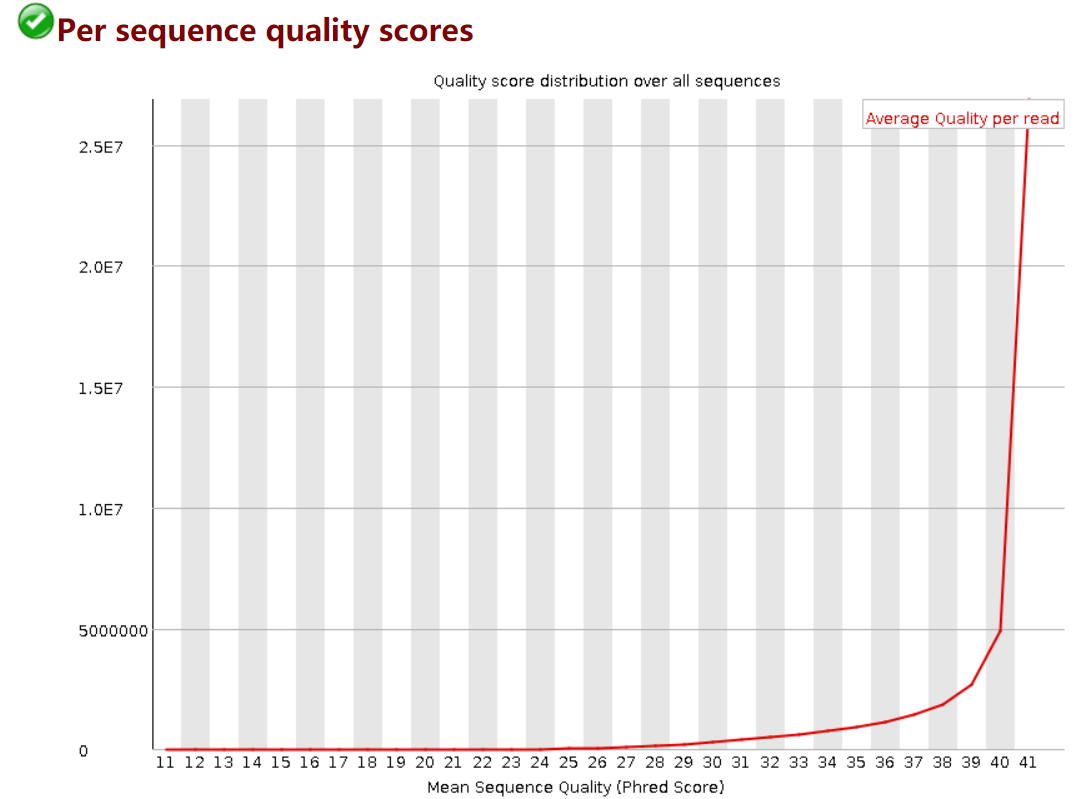 Per sequence quality scores
Quality score distribution over all sequences
Average Quality per read
2.5E7
2.0E7
1.5E7
1.0E7
5000000
0
11 12 13 14 15 16 17 18 19 20 21 22 23 24 25 26 27 28 29 30 31 32 33 34 35 36 37 38 39 40 41
Mean Sequence Quality (Phred Score)